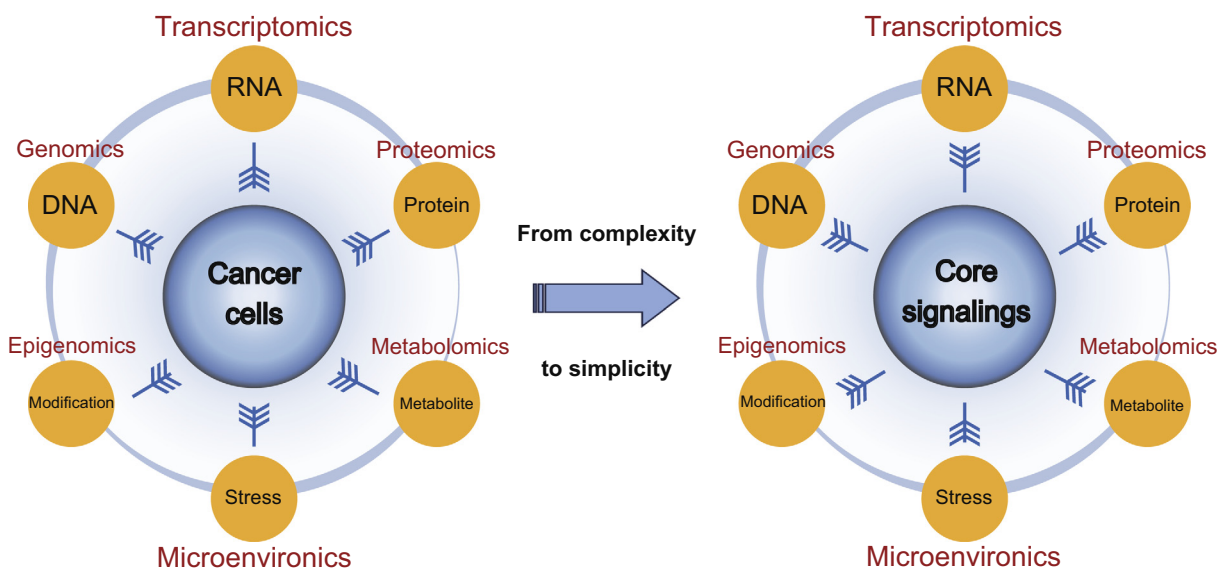 Transcriptomics
RNA
Genomics
DNA
Proteomics
Protein
Cancer
cells
Epigenomics
Modification
Metabolomics
Metabolite
Stress
Microenvironics
From complexity
to simplicity
Transcriptomics
RNA
Genomics
DNA
Proteomics
Protein
Core
signalings
Epigenomics
Modification
Metabolomics
Metabolite
Stress
Microenvironics